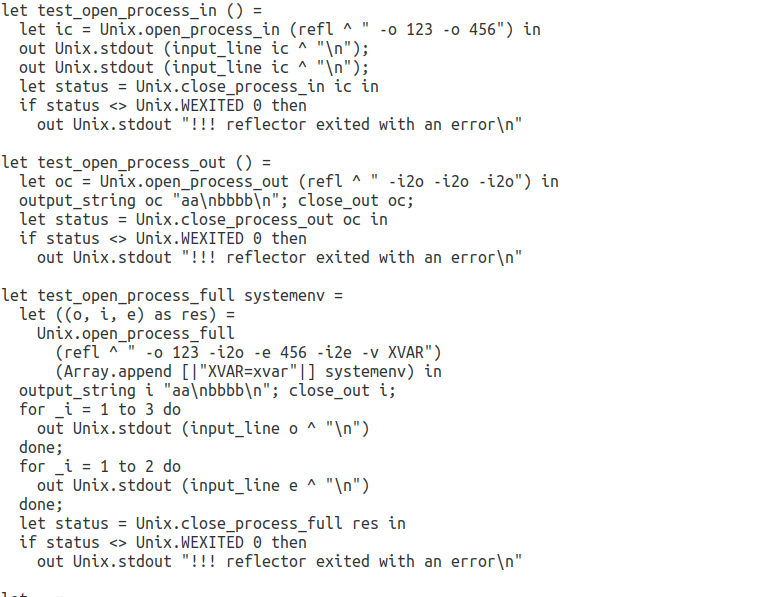 let test_open_process_in () =
  let ic = Unix.open_process_in (refl ^ " -o 123 -o 456") in
  out Unix.stdout (input_line ic ^ "\n");
  out Unix.stdout (input_line ic ^ "\n");
  let status = Unix.close_process_in ic in
  if status <> Unix.WEXITED 0 then
    out Unix.stdout "!!! reflector exited with an error\n"

let test_open_process_out () =
  let oc = Unix.open_process_out (refl ^ " -i2o -i2o -i2o") in
  output_string oc "aa\nbbbb\n"; close_out oc;
  let status = Unix.close_process_out oc in
  if status <> Unix.WEXITED 0 then
    out Unix.stdout "!!! reflector exited with an error\n"

let test_open_process_full systemenv =
  let ((o, i, e) as res) =
    Unix.open_process_full
      (refl ^ " -o 123 -i2o -e 456 -i2e -v XVAR")
      (Array.append [|"XVAR=xvar"|] systemenv) in
  output_string i "aa\nbbbb\n"; close_out i;
  for _i = 1 to 3 do
    out Unix.stdout (input_line o ^ "\n")
  done;
  for _i = 1 to 2 do
    out Unix.stdout (input_line e ^ "\n")
  done;
  let status = Unix.close_process_full res in
  if status <> Unix.WEXITED 0 then
    out Unix.stdout "!!! reflector exited with an error\n"